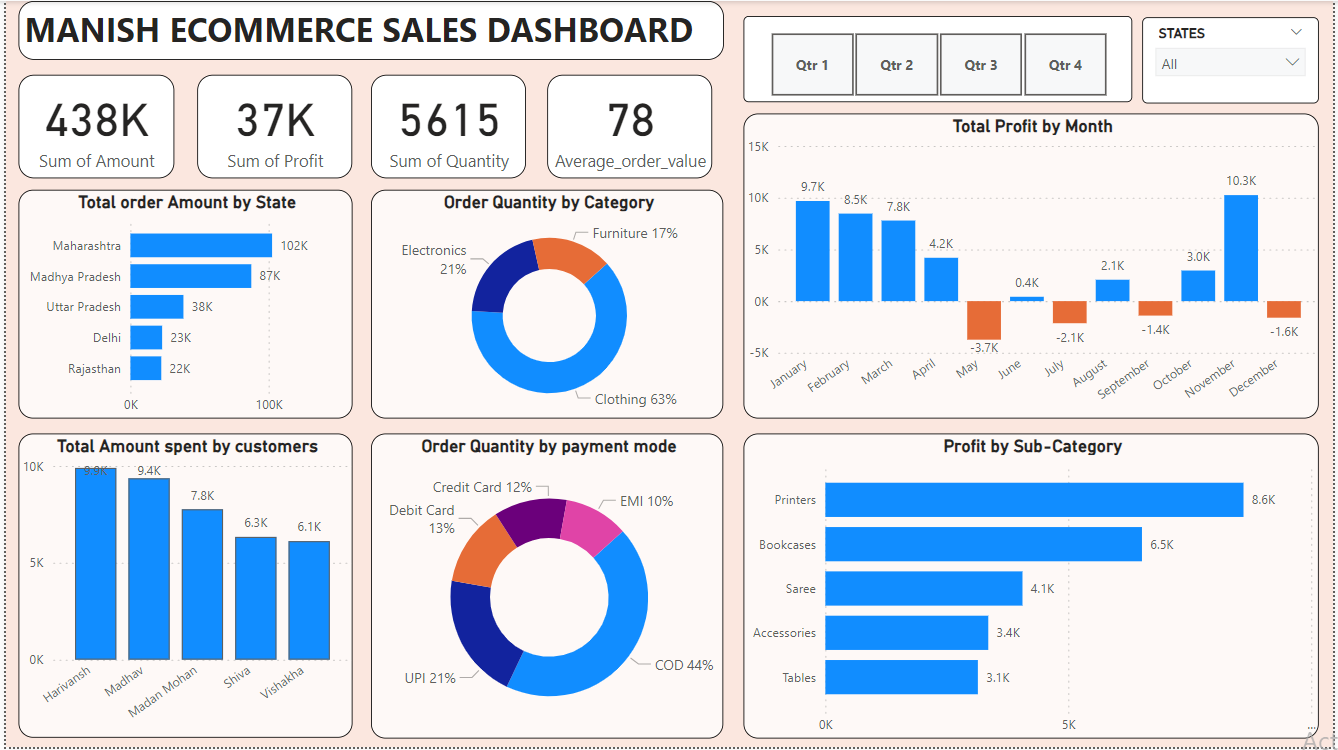 MANISH ECOMMERCE SALES DASHBOARD
Qtr 1 Qtr 2 Qtr 3 Qtr 4
STATES
All
438K
Sum of Amount
37K
Sum of Profit
5615
Sum of Quantity
78
Average_order_value
Total order Amount by State
Maharashtra 102K
Madhya Pradesh 87K
Uttar Pradesh 38K
Delhi 23K
Rajasthan 22K
0K 100K
Order Quantity by Category
Furniture 17%
Electronics
21%
Clothing 63%
Total Profit by Month
15K
10K
5K
0K
-5K
9.7K
8.5K
7.8K
4.2K
-3.7K
0.4K
-2.1K
2.1K
-1.4K
3.0K
10.3K
-1.6K
January
February
March
April
May
June
July
August
September
October
November
December
Total Amount spent by customers
10K
5K
0K
9.9K
9.4K
7.8K
6.3K
6.1K
Harivansh
Madhav
Madan Mohan
Shiva
Vishakha
Order Quantity by payment mode
Credit Card 12%
EMI 10%
Debit Card
13%
UPI 21%
COD 44%
Profit by Sub-Category
Printers 8.6K
Bookcases 6.5K
Saree 4.1K
Accessories 3.4K
Tables 3.1K
0K 5K ...